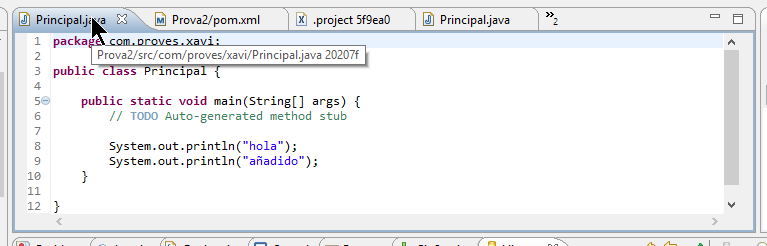 Principal.java
Prova2/pom.xml
.project 5f9ea0
Principal.java
»2
1 package com.proves.xavi;
Prova2/src/com/proves/xavi/Principal.java 20207f
2
3 public class Principal {
4
5 public static void main(String[] args) {
6 // TODO Auto-generated method stub
7
8 System.out.println("hola");
9 System.out.println("añadido");
10 }
11
12 }